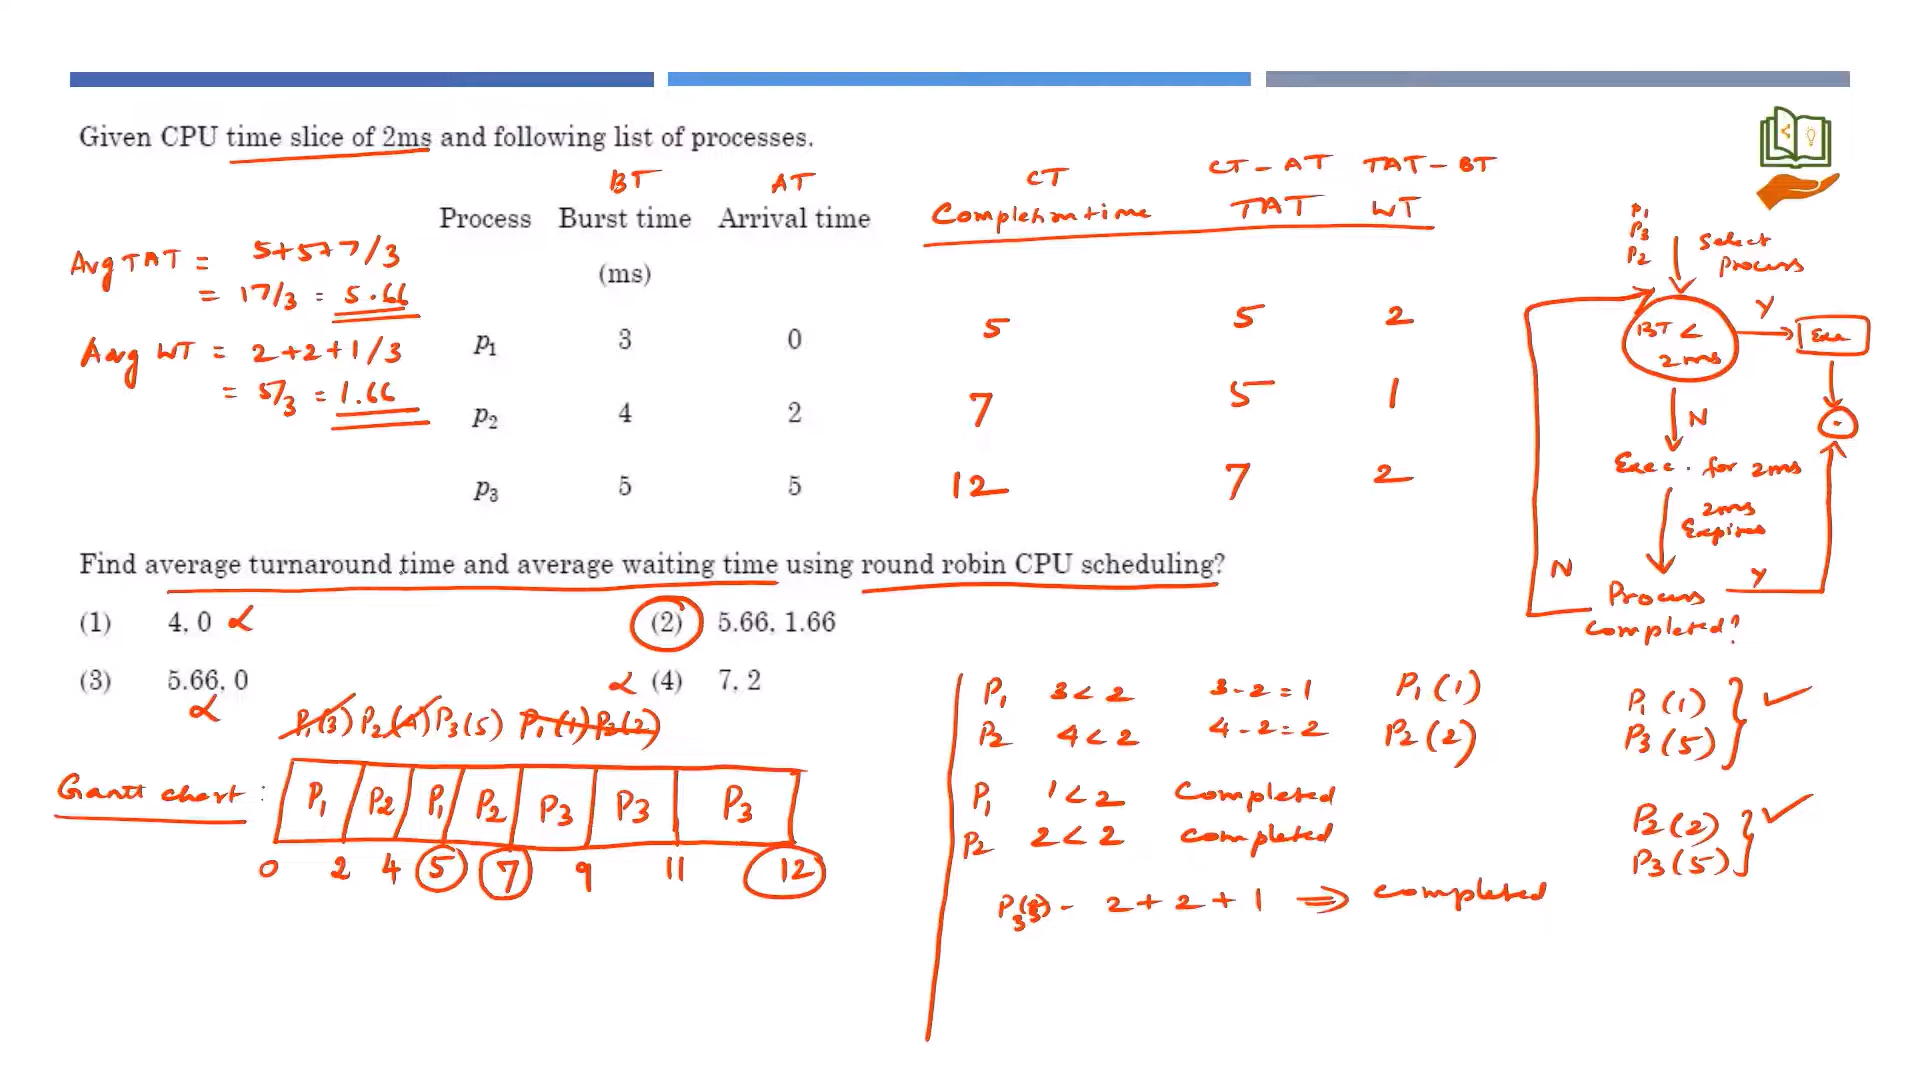 Given CPU time slice of 2ms and following list of processes.
BT AT CT CT - AT TAT - BT
Process Burst time Arrival time Completion time TAT WT
(ms)
p1 3 0 5 5 2
p2 4 2 7 5 1
p3 5 5 12 7 2
Avg TAT = 5+5+7/3
= 17/3 = 5.66
Avg WT = 2+2+1/3
= 5/3 = 1.66
P1
P3
P2
Select
process
BT <
2ms
Y
Exe
N
Exec. for 2ms
2ms
Expires
N
Y
Process
completed?
Find average turnaround time and average waiting time using round robin CPU scheduling?
(1) 4, 0 (2) 5.66, 1.66
(3) 5.66, 0 (4) 7, 2
P1(3) P2(4) P3(5) P1(1) P2(2)
Gantt chart : P1 P2 P1 P2 P3 P3 P3
0 2 4 5 7 9 11 12
P1 3 < 2 3 - 2 = 1 P1(1)
P2 4 < 2 4 - 2 = 2 P2(2)
P1 1 < 2 completed
P2 2 < 2 completed
P3 - 2 + 2 + 1 ⇒ completed
P1(1)
P3(5)
P2(2)
P3(5)